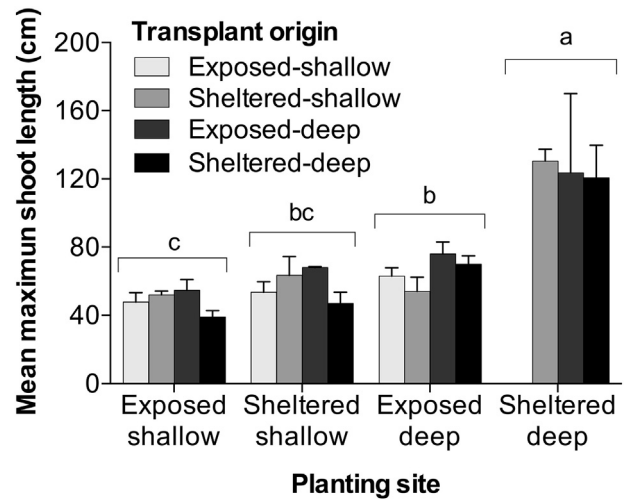 Mean maximun shoot length (cm)
200
160
120
80
40
0
Transplant origin
Exposed-shallow
Sheltered-shallow
Exposed-deep
Sheltered-deep
c
bc
b
a
Exposed shallow
Sheltered shallow
Exposed deep
Sheltered deep
Planting site